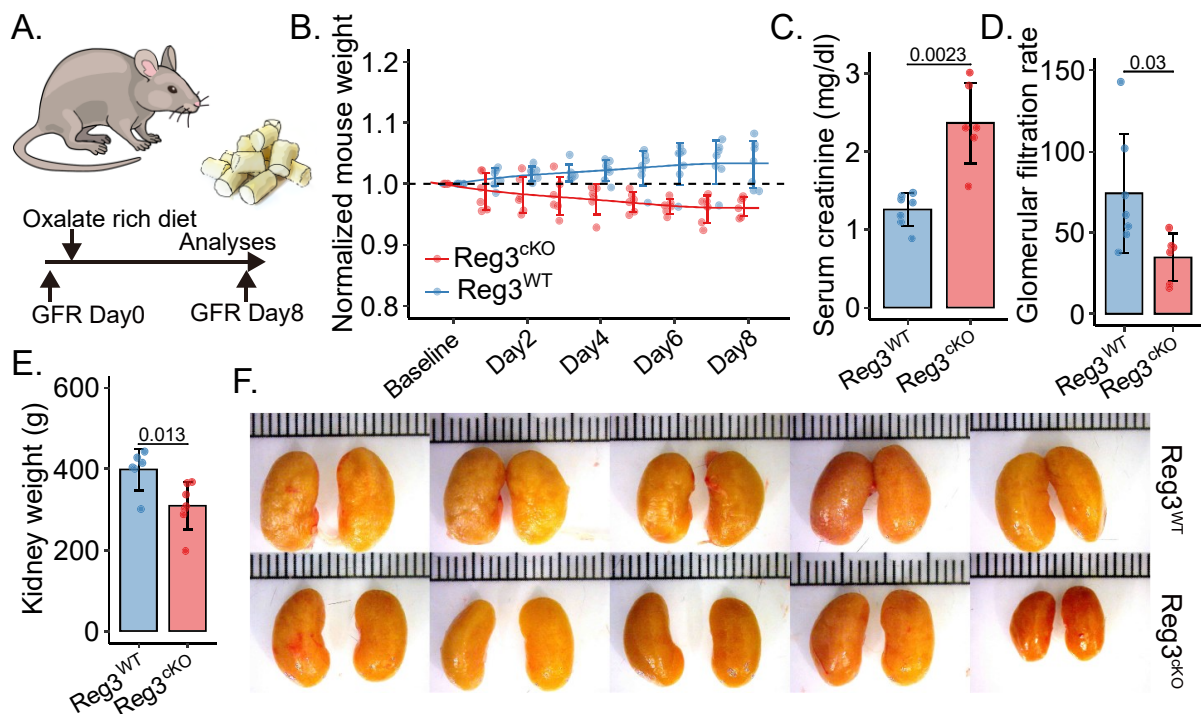 A.
Oxalate rich diet
Analyses
GFR Day0
GFR Day8
B.
Normalized mouse weight
1.2
1.1
1.0
0.9
0.8
Reg3cKO
Reg3WT
Baseline
Day2
Day4
Day6
Day8
C.
Serum creatinine (mg/dl)
0.0023
3
2
1
0
Reg3WT
Reg3cKO
D.
Glomerular filtration rate
0.03
150
100
50
0
Reg3WT
Reg3cKO
E.
Kidney weight (g)
600
400
200
0
0.013
Reg3WT
Reg3cKO
F.
Reg3WT
Reg3cKO